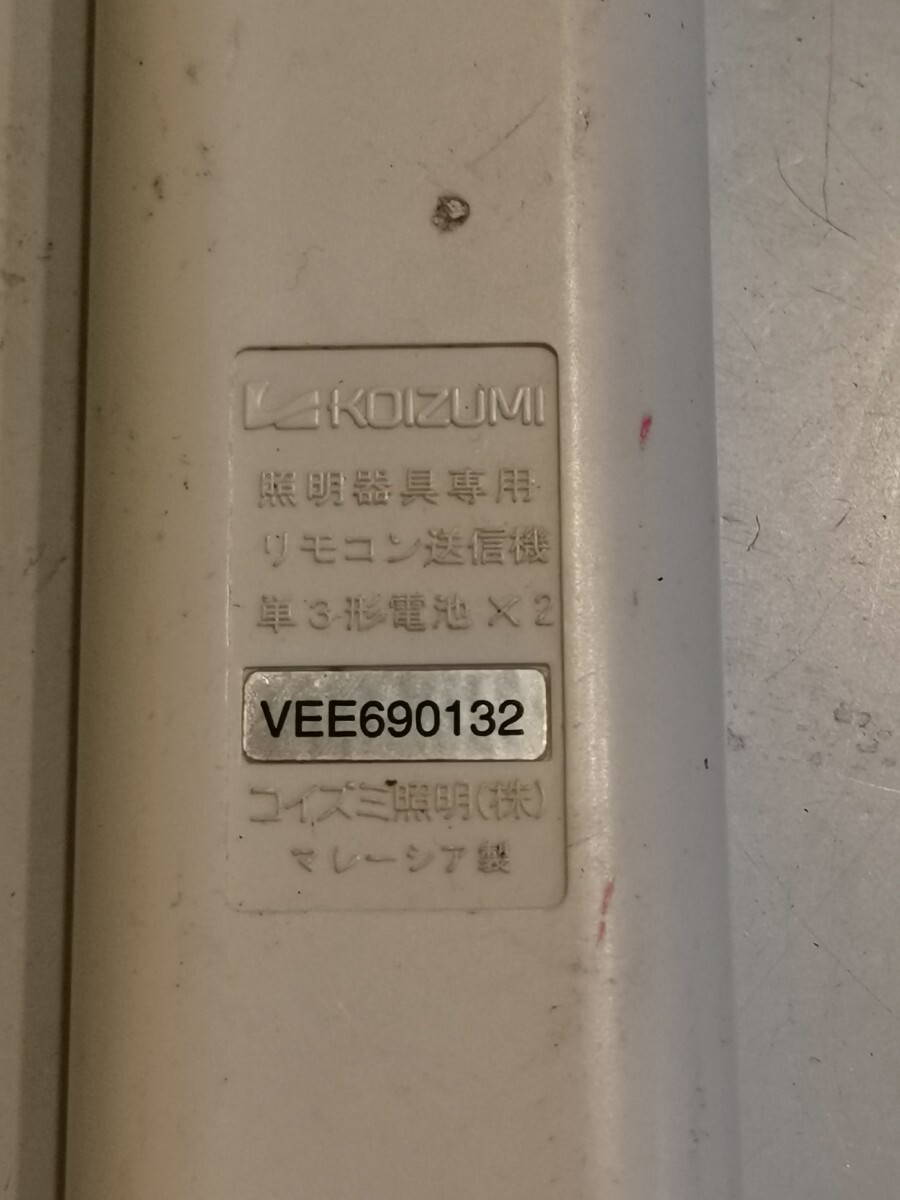 KOIZUMI
照明器具専用
リモコン送信機
単3形電池×2
VEE690132
コイズミ照明(株)
マレーシア製